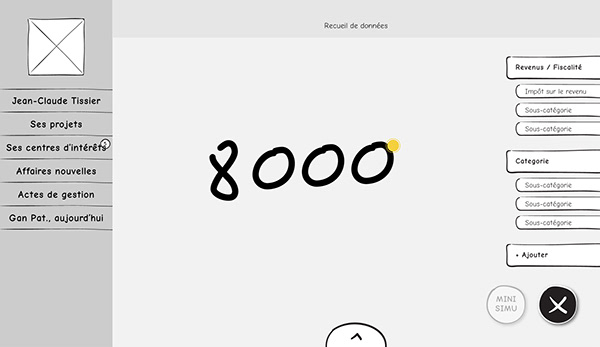 Recueil de données
Jean-Claude Tissier
Ses projets
Ses centres d'intérêts
Affaires nouvelles
Actes de gestion
Gan Pat., aujourd'hui
8000
Revenus / Fiscalité
Impôt sur le revenu
Sous-catégorie
Sous-catégorie
Categorie
Sous-catégorie
Sous-catégorie
Sous-catégorie
+ Ajouter
MINI
SIMU